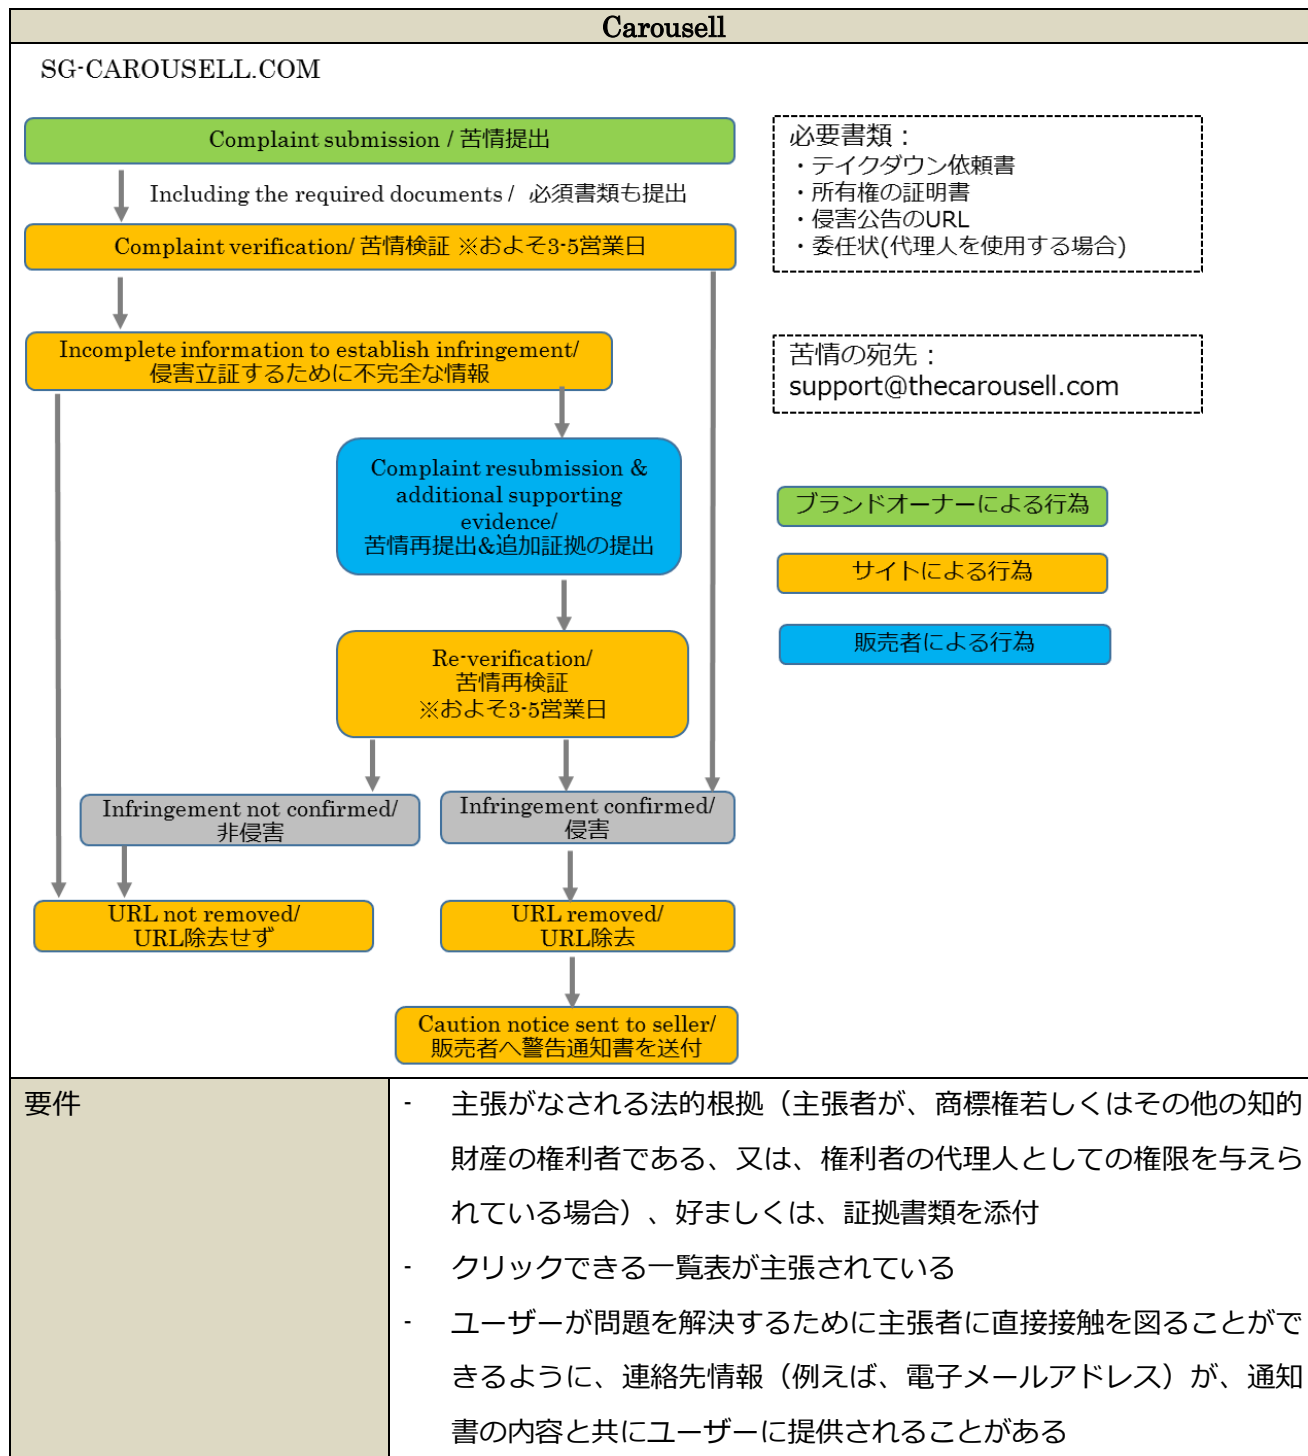 Carousell
SG-CAROUSELL.COM
Complaint submission / 苦情提出
Including the required documents / 必須書類も提出
Complaint verification/ 苦情検証 ※およそ3-5営業日
必要書類：
・テイクダウン依頼書
・所有権の証明書
・侵害公告のURL
・委任状(代理人を使用する場合)
Incomplete information to establish infringement/
侵害立証するために不完全な情報
苦情の宛先：
support@thecarousell.com
Complaint resubmission &
additional supporting
evidence/
苦情再提出&追加証拠の提出
ブランドオーナーによる行為
サイトによる行為
販売者による行為
Re-verification/
苦情再検証
※およそ3-5営業日
Infringement not confirmed/
非侵害
Infringement confirmed/
侵害
URL not removed/
URL除去せず
URL removed/
URL除去
Caution notice sent to seller/
販売者へ警告通知書を送付
要件
- 主張がなされる法的根拠（主張者が、商標権若しくはその他の知的
財産の権利者である、又は、権利者の代理人としての権限を与えら
れている場合）、好ましくは、証拠書類を添付
- クリックできる一覧表が主張されている
- ユーザーが問題を解決するために主張者に直接接触を図ることがで
きるように、連絡先情報（例えば、電子メールアドレス）が、通知
書の内容と共にユーザーに提供されることがある